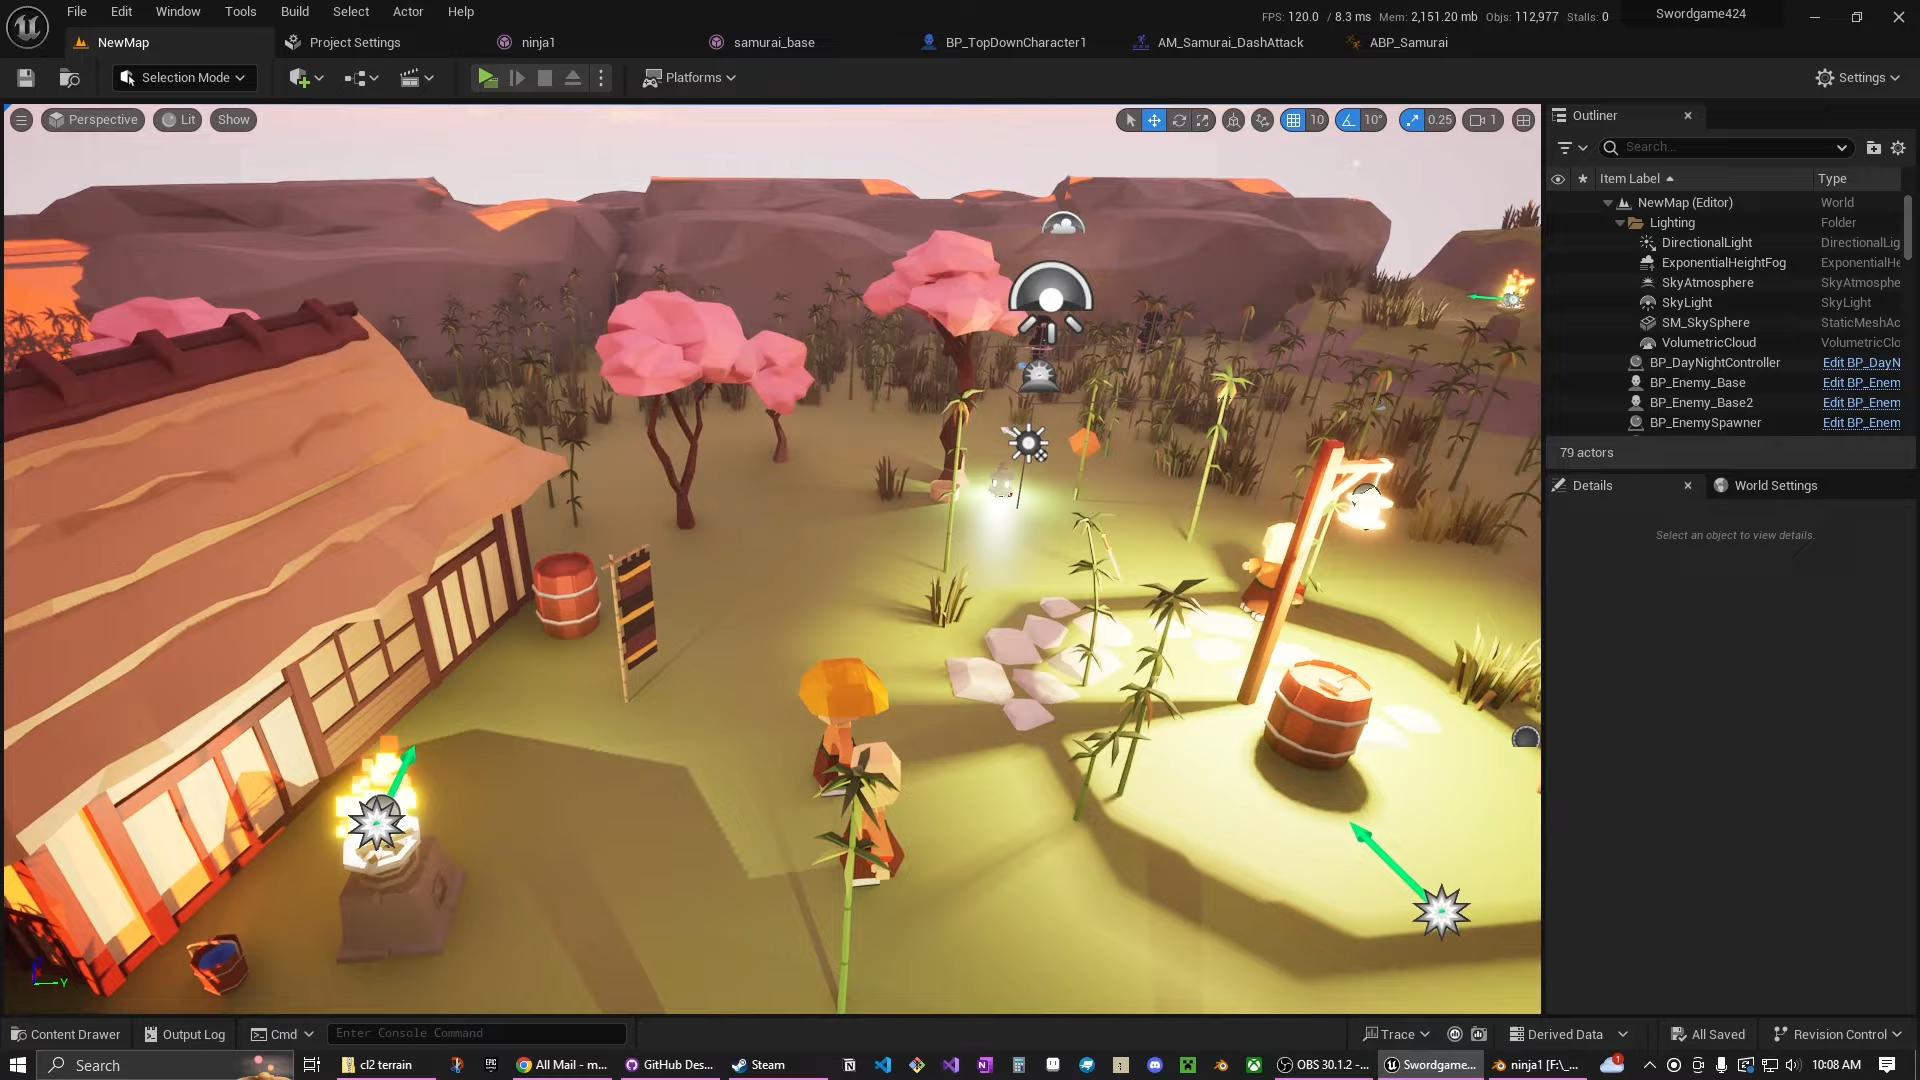 File Edit Window Tools Build Select Actor Help
FPS: 120.0 / 8.3 ms Mem: 2,151.20 mb Objs: 112,977 Stalls: 0
Swordgame424
NewMap
Project Settings
ninja1
samurai_base
BP_TopDownCharacter1
AM_Samurai_DashAttack
ABP_Samurai
Selection Mode
Platforms
Settings
Perspective
Lit
Show
10
10°
0.25
1
Outliner
Search...
Item Label
Type
NewMap (Editor) World
Lighting Folder
DirectionalLight DirectionalLig
ExponentialHeightFog ExponentialHe
SkyAtmosphere SkyAtmosphe
SkyLight SkyLight
SM_SkySphere StaticMeshAc
VolumetricCloud VolumetricClo
BP_DayNightController Edit BP_DayN
BP_Enemy_Base Edit BP_Enem
BP_Enemy_Base2 Edit BP_Enem
BP_EnemySpawner Edit BP_Enem
79 actors
Details
World Settings
Select an object to view details.
Y
Content Drawer
Output Log
Cmd
Enter Console Command
Trace
Derived Data
All Saved
Revision Control
Search
cl2 terrain
EPIC
All Mail - m...
GitHub Des...
Steam
OBS 30.1.2 -...
Swordgame...
ninja1 [F:\_...
1
10:08 AM